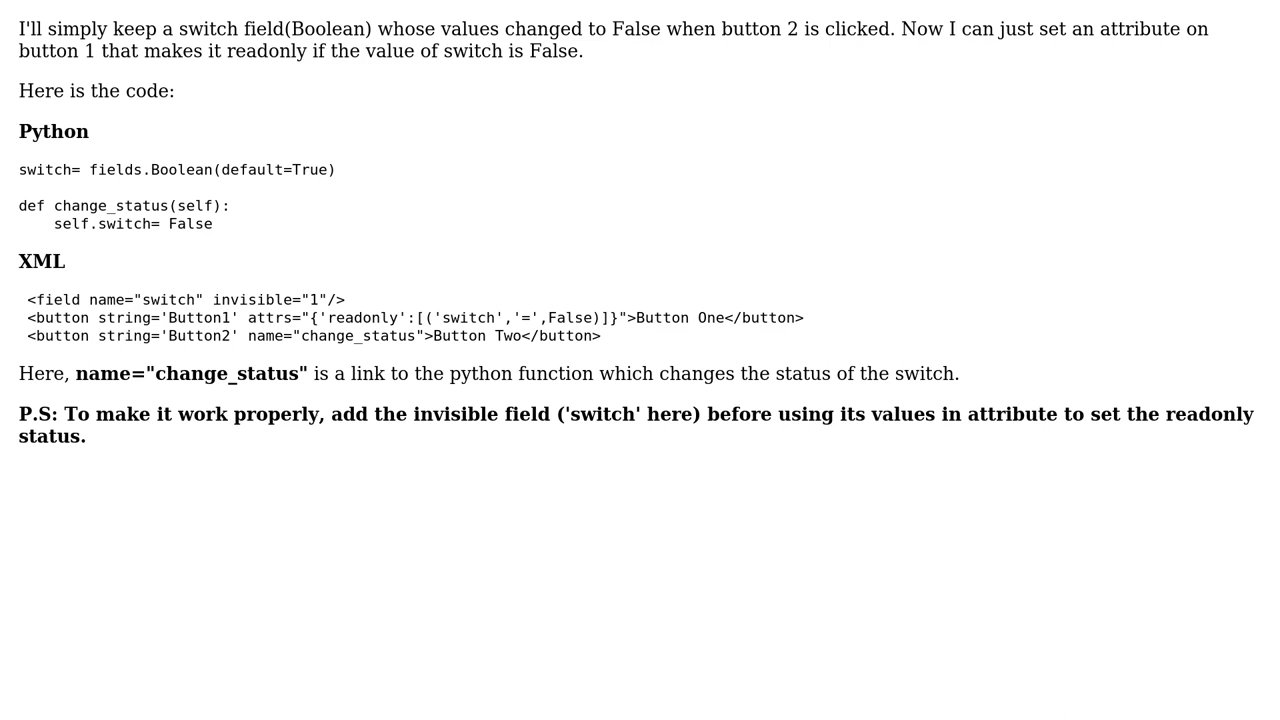 I'll simply keep a switch field(Boolean) whose values changed to False when button 2 is clicked. Now I can just set an attribute on
button 1 that makes it readonly if the value of switch is False.
Here is the code:
Python
switch= fields.Boolean(default=True)
def change_status(self):
    self.switch= False
XML
<field name="switch" invisible="1"/>
<button string='Button1' attrs="{'readonly':[('switch','=',False)]}">Button One</button>
<button string='Button2' name="change_status">Button Two</button>
Here, name="change_status" is a link to the python function which changes the status of the switch.
P.S: To make it work properly, add the invisible field ('switch' here) before using its values in attribute to set the readonly
status.